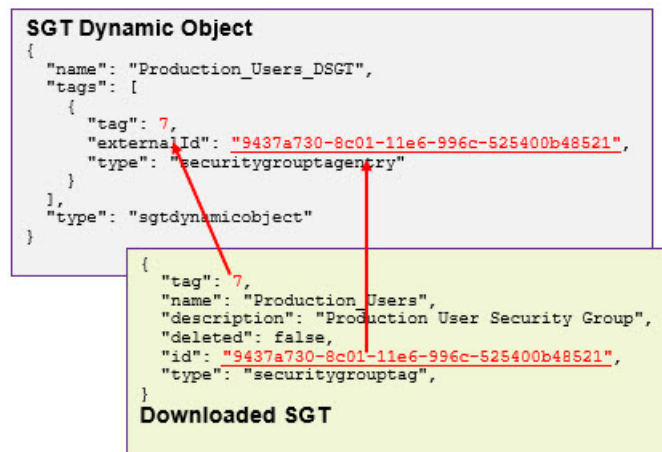 SGT Dynamic Object
{
  "name": "Production_Users_DSGT",
  "tags": [
    {
      "tag": 7,
      "externalId": "9437a730-8c01-11e6-996c-525400b48521",
      "type": "securitygrouptagentry"
    }
  ],
  "type": "sgtdynamicobject"
}
{
  "tag": 7,
  "name": "Production_Users",
  "description": "Production User Security Group",
  "deleted": false,
  "id": "9437a730-8c01-11e6-996c-525400b48521",
  "type": "securitygrouptag",
}
Downloaded SGT